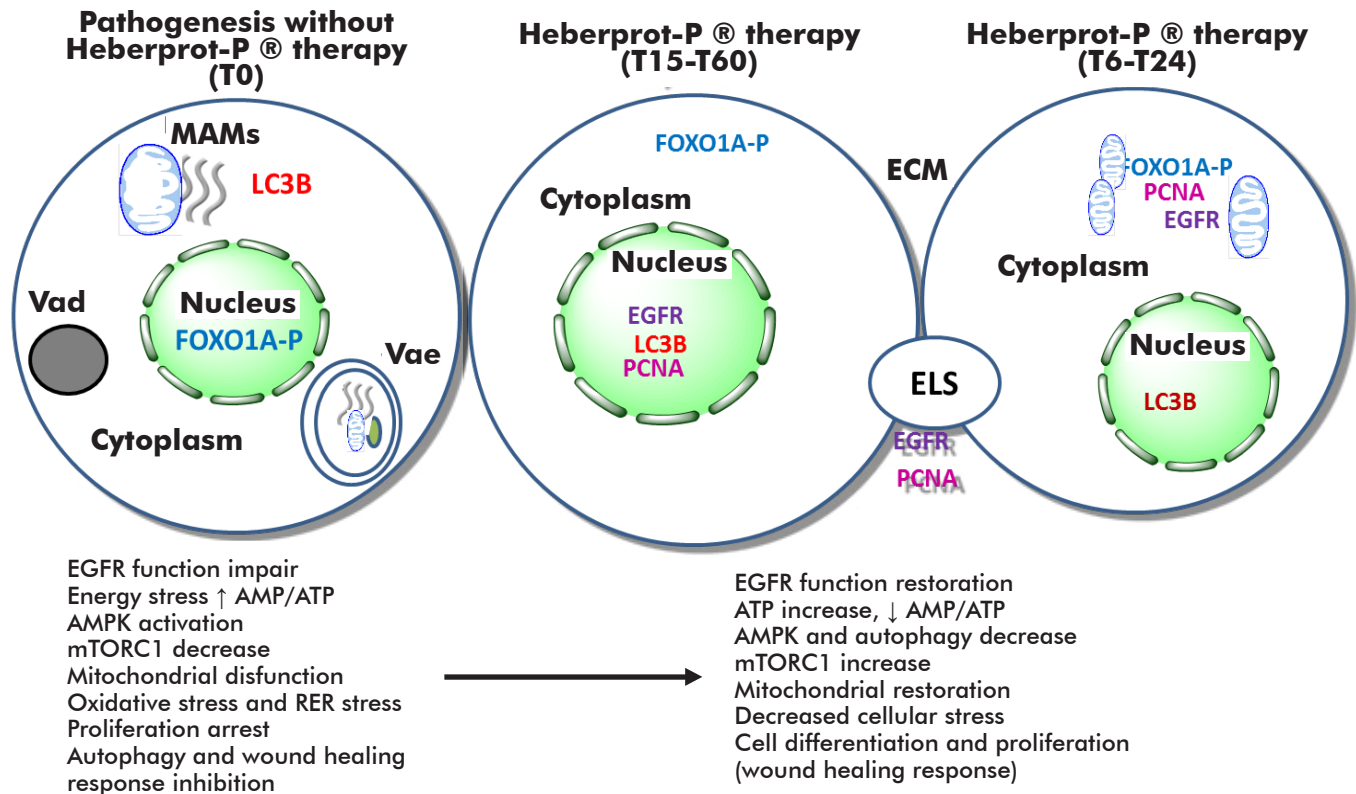 Pathogenesis without
Heberprot-P ® therapy
(T0)
MAMs
LC3B
Vad
Nucleus
FOXO1A-P
Vae
Cytoplasm
Heberprot-P ® therapy
(T15-T60)
FOXO1A-P
Cytoplasm
Nucleus
EGFR
LC3B
PCNA
ECM
ELS
EGFR
PCNA
Heberprot-P ® therapy
(T6-T24)
FOXO1A-P
PCNA
EGFR
Cytoplasm
Nucleus
LC3B
EGFR function impair
Energy stress ↑ AMP/ATP
AMPK activation
mTORC1 decrease
Mitochondrial disfunction
Oxidative stress and RER stress
Proliferation arrest
Autophagy and wound healing
response inhibition
EGFR function restoration
ATP increase, ↓ AMP/ATP
AMPK and autophagy decrease
mTORC1 increase
Mitochondrial restoration
Decreased cellular stress
Cell differentiation and proliferation
(wound healing response)